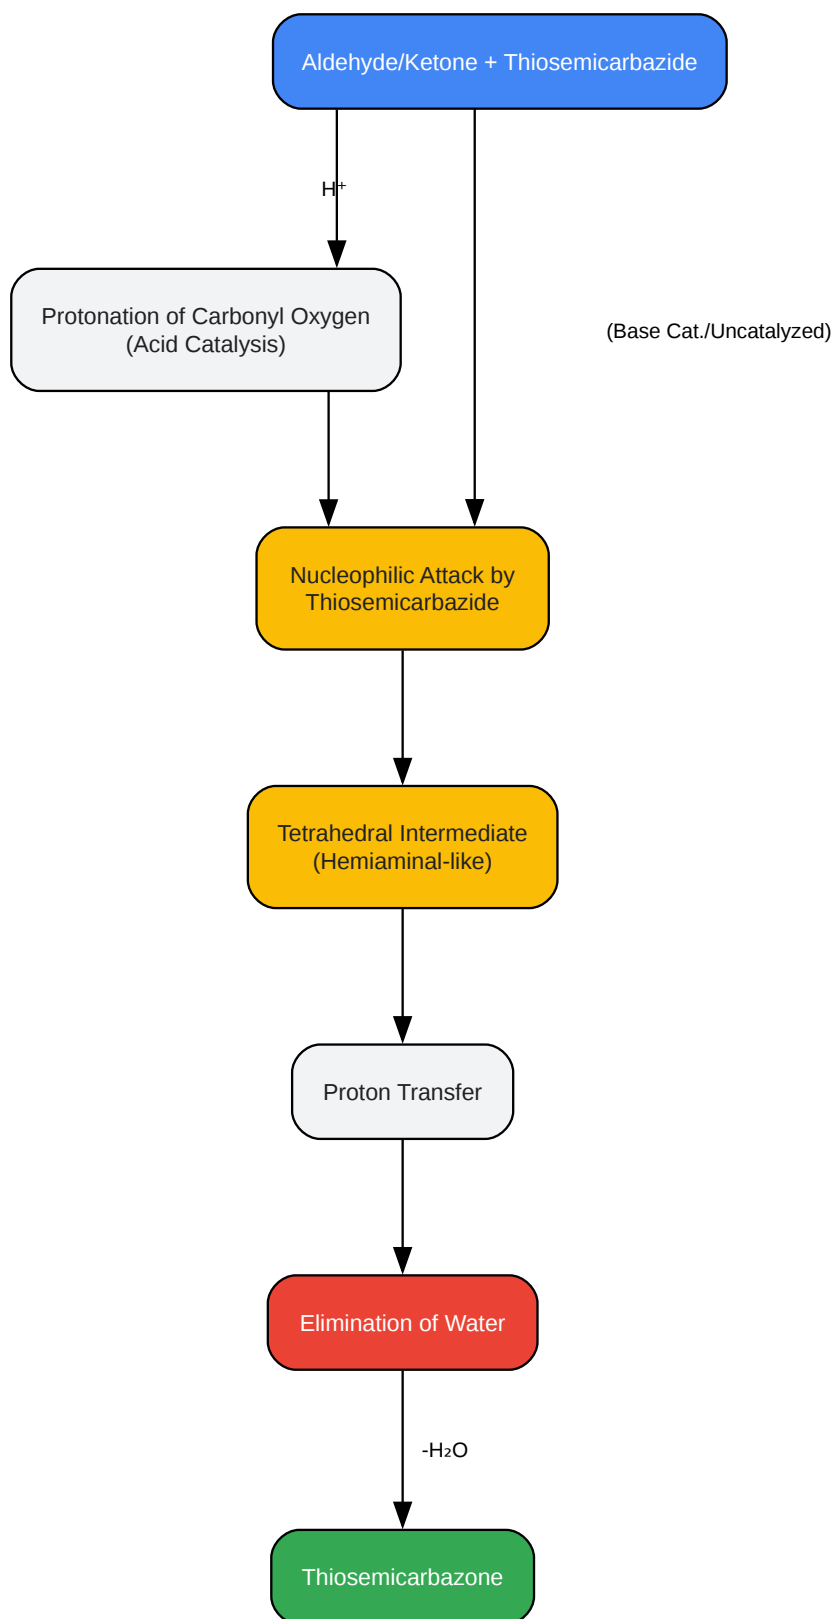 Aldehyde/Ketone + Thiosemicarbazide
H⁺
Protonation of Carbonyl Oxygen
(Acid Catalysis)
(Base Cat./Uncatalyzed)
Nucleophilic Attack by
Thiosemicarbazide
Tetrahedral Intermediate
(Hemiaminal-like)
Proton Transfer
Elimination of Water
-H₂O
Thiosemicarbazone